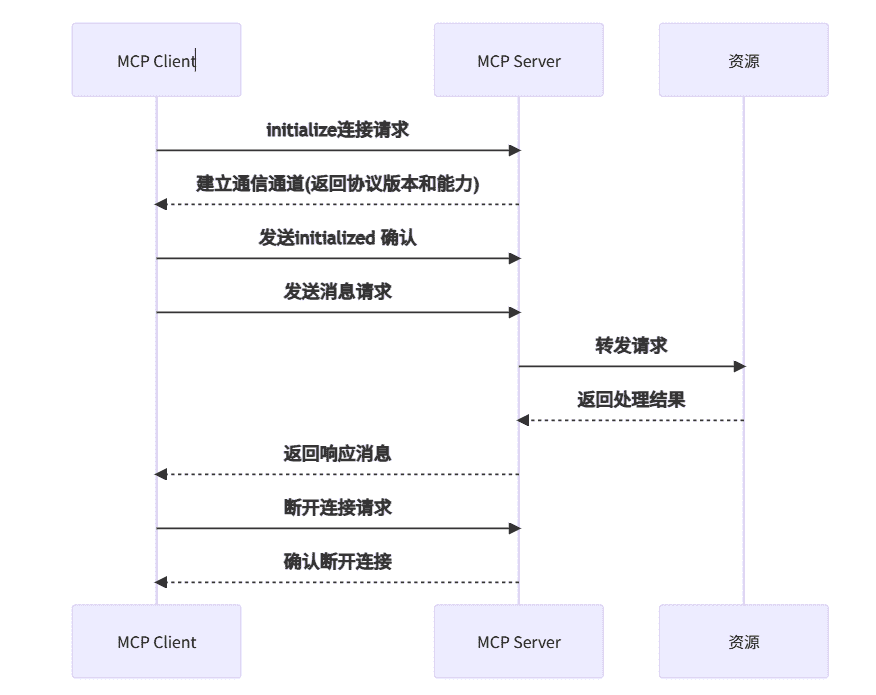 MCP Client
MCP Server
资源
initialize连接请求
建立通信通道(返回协议版本和能力)
发送initialized 确认
发送消息请求
转发请求
返回处理结果
返回响应消息
断开连接请求
确认断开连接
MCP Client
MCP Server
资源